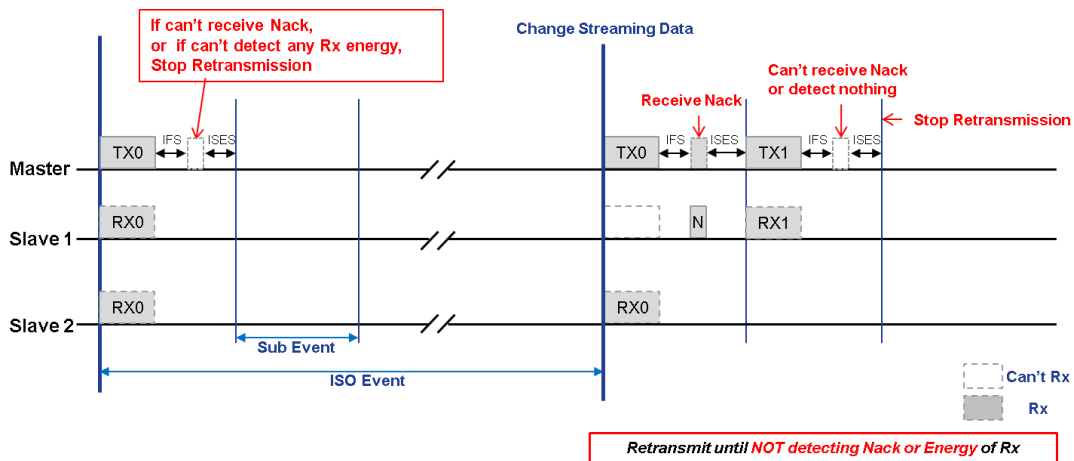 If can't receive Nack,
or if can't detect any Rx energy,
Stop Retransmission
Change Streaming Data
Can't receive Nack
or detect nothing
Receive Nack
Stop Retransmission
IFS
ISES
IFS
ISES
IFS
ISES
TX0
TX0
TX1
Master
RX0
N
RX1
Slave 1
RX0
RX0
Slave 2
Sub Event
ISO Event
Can't Rx
Rx
Retransmit until NOT detecting Nack or Energy of Rx